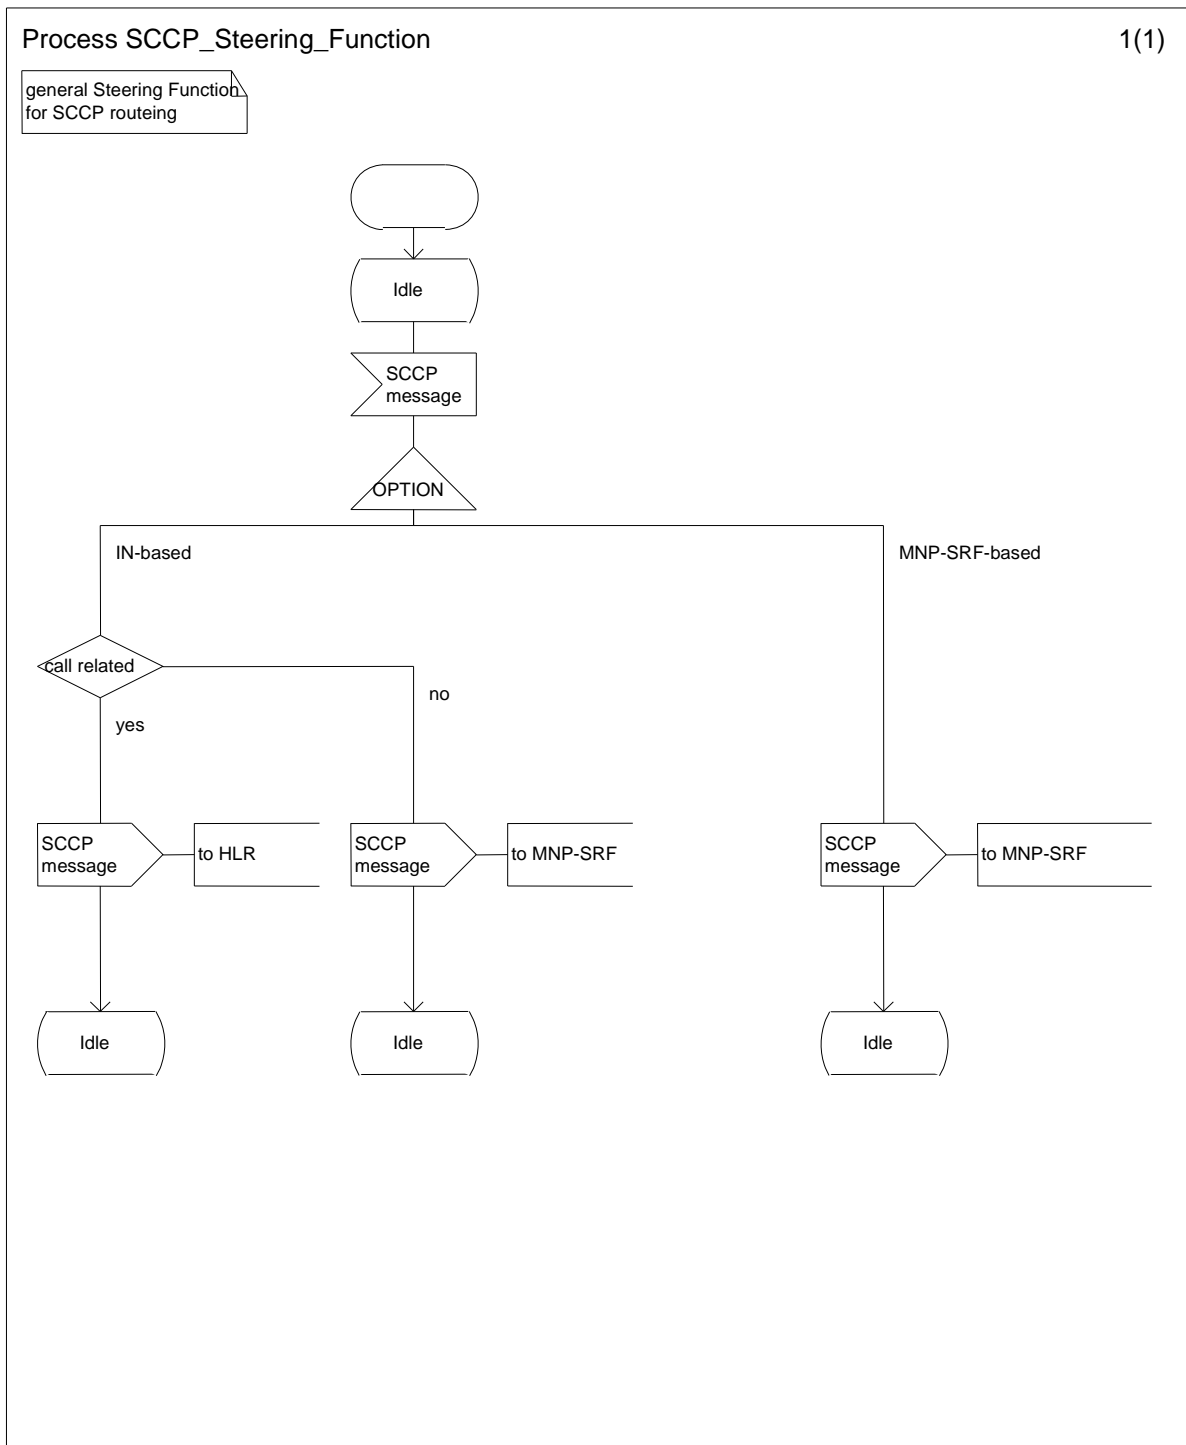 Process SCCP_Steering_Function
1(1)
general Steering Function
for SCCP routeing
Idle
SCCP
message
OPTION
IN-based
MNP-SRF-based
call related
no
yes
SCCP
message
to HLR
SCCP
message
to MNP-SRF
SCCP
message
to MNP-SRF
Idle
Idle
Idle